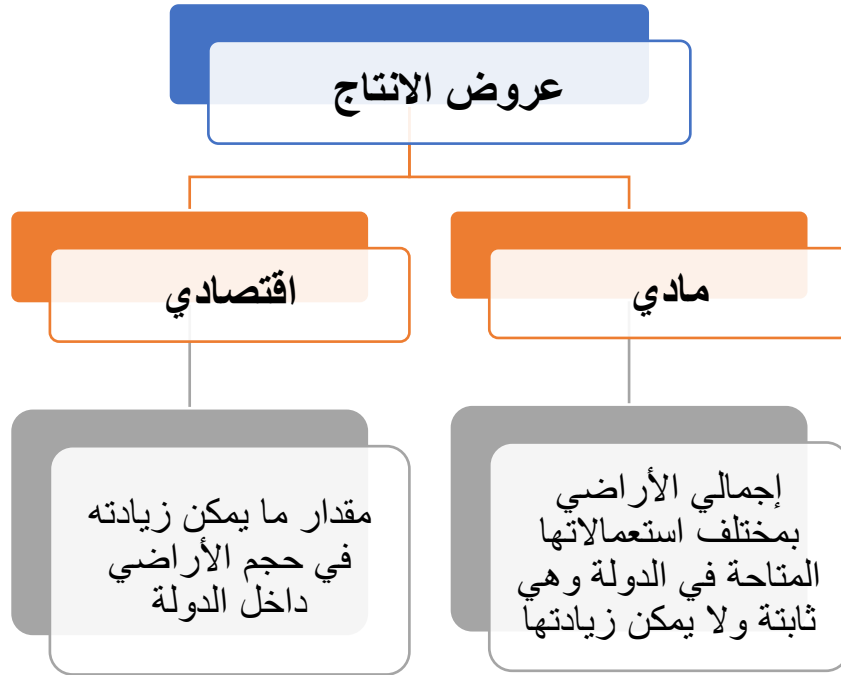 عروض الانتاج
مادي
اقتصادي
إجمالي الأراضي
بمختلف استعمالاتها
المتاحة في الدولة وهي
ثابتة ولا يمكن زيادتها
مقدار ما يمكن زيادته
في حجم الأراضي
داخل الدولة